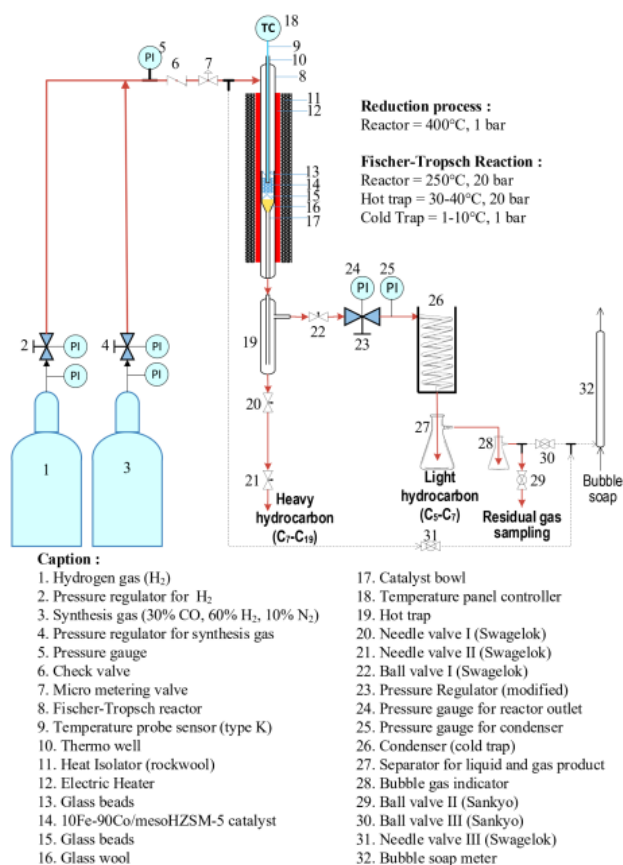 18
TC
5
PI
6
7
9
10
8
11
12
13
14
5
16
17
Reduction process :
Reactor = 400°C, 1 bar
Fischer-Tropsch Reaction :
Reactor = 250°C, 20 bar
Hot trap = 30-40°C, 20 bar
Cold Trap = 1-10°C, 1 bar
24
25
PI
PI
26
22
23
19
2
PI
PI
4
PI
PI
20
21
27
28
30
29
32
31
1
3
Heavy
hydrocarbon
(C₇-C₁₉)
Light
hydrocarbon
(C₅-C₇)
Residual gas
sampling
Bubble
soap
Caption :
1. Hydrogen gas (H₂)
2. Pressure regulator for H₂
3. Synthesis gas (30% CO, 60% H₂, 10% N₂)
4. Pressure regulator for synthesis gas
5. Pressure gauge
6. Check valve
7. Micro metering valve
8. Fischer-Tropsch reactor
9. Temperature probe sensor (type K)
10. Thermo well
11. Heat Isolator (rockwool)
12. Electric Heater
13. Glass beads
14. 10Fe-90Co/mesoHZSM-5 catalyst
15. Glass beads
16. Glass wool
17. Catalyst bowl
18. Temperature panel controller
19. Hot trap
20. Needle valve I (Swagelok)
21. Needle valve II (Swagelok)
22. Ball valve I (Swagelok)
23. Pressure Regulator (modified)
24. Pressure gauge for reactor outlet
25. Pressure gauge for condenser
26. Condenser (cold trap)
27. Separator for liquid and gas product
28. Bubble gas indicator
29. Ball valve II (Sankyo)
30. Ball valve III (Sankyo)
31. Needle valve III (Swagelok)
32. Bubble soap meter